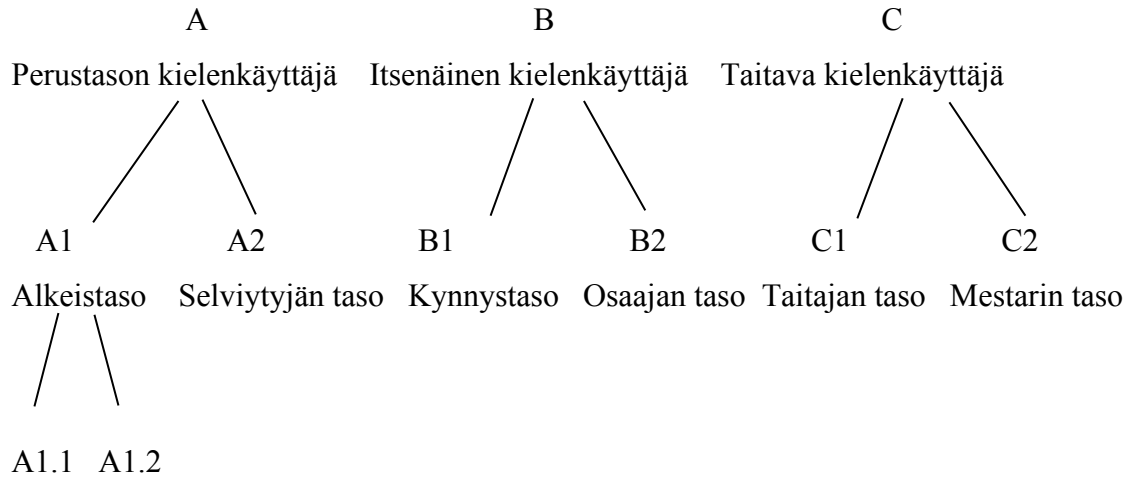 A B C
Perustason kielenkäyttäjä Itsenäinen kielenkäyttäjä Taitava kielenkäyttäjä
A1 A2 B1 B2 C1 C2
Alkeistaso Selviytyjän taso Kynnystaso Osaajan taso Taitajan taso Mestarin taso
A1.1 A1.2